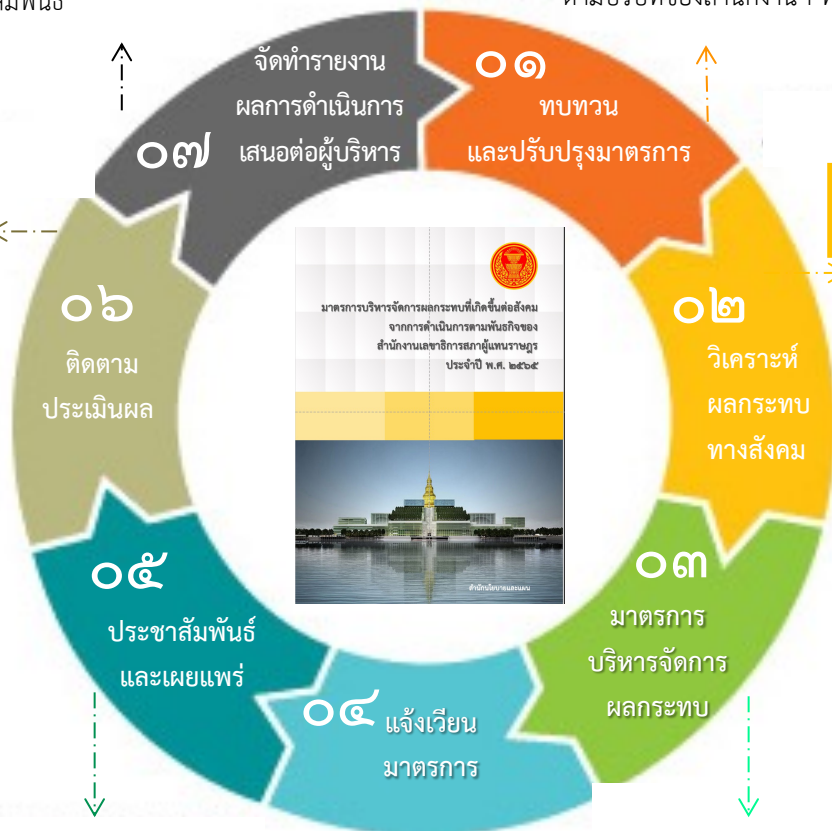 ๐๑
ทบทวน
และปรับปรุงมาตรการ
๐๒
วิเคราะห์
ผลกระทบ
ทางสังคม
๐๓
มาตรการ
บริหารจัดการ
ผลกระทบ
๐๔
แจ้งเวียน
มาตรการ
๐๕
ประชาสัมพันธ์
และเผยแพร่
๐๖
ติดตาม
ประเมินผล
๐๗
จัดทำรายงาน
ผลการดำเนินการ
เสนอต่อผู้บริหาร
มาตรการบริหารจัดการผลกระทบที่เกิดขึ้นต่อสังคม
จากการดำเนินการตามพันธกิจของ
สำนักงานเลขาธิการสภาผู้แทนราษฎร
ประจำปี พ.ศ. ๒๕๖๕
สำนักนโยบายและแผน